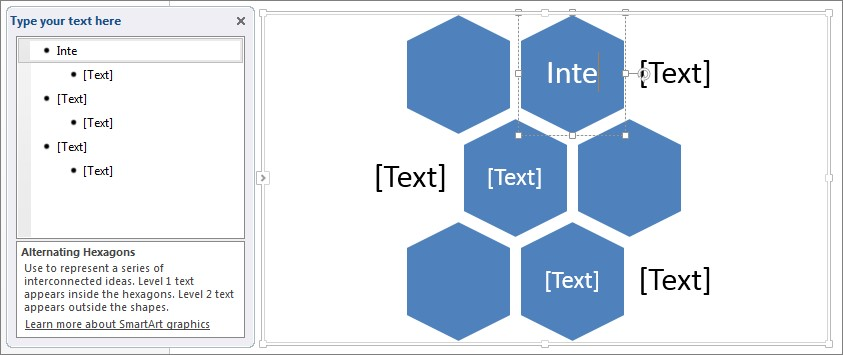 Type your text here
Inte
[Text]
[Text]
[Text]
[Text]
[Text]
Alternating Hexagons
Use to represent a series of
interconnected ideas. Level 1 text
appears inside the hexagons. Level 2 text
appears outside the shapes.
Learn more about SmartArt graphics
Inte
[Text]
[Text]
[Text]
[Text]
[Text]